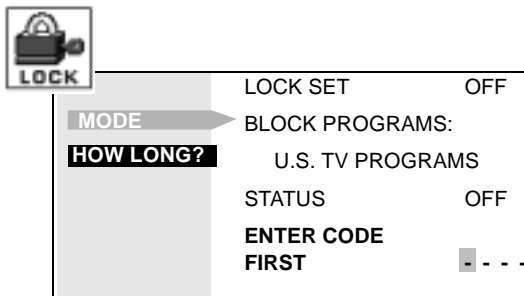 LOCK
LOCK SET OFF
MODE BLOCK PROGRAMS:
HOW LONG? U.S. TV PROGRAMS
STATUS OFF
ENTER CODE
FIRST - - - -